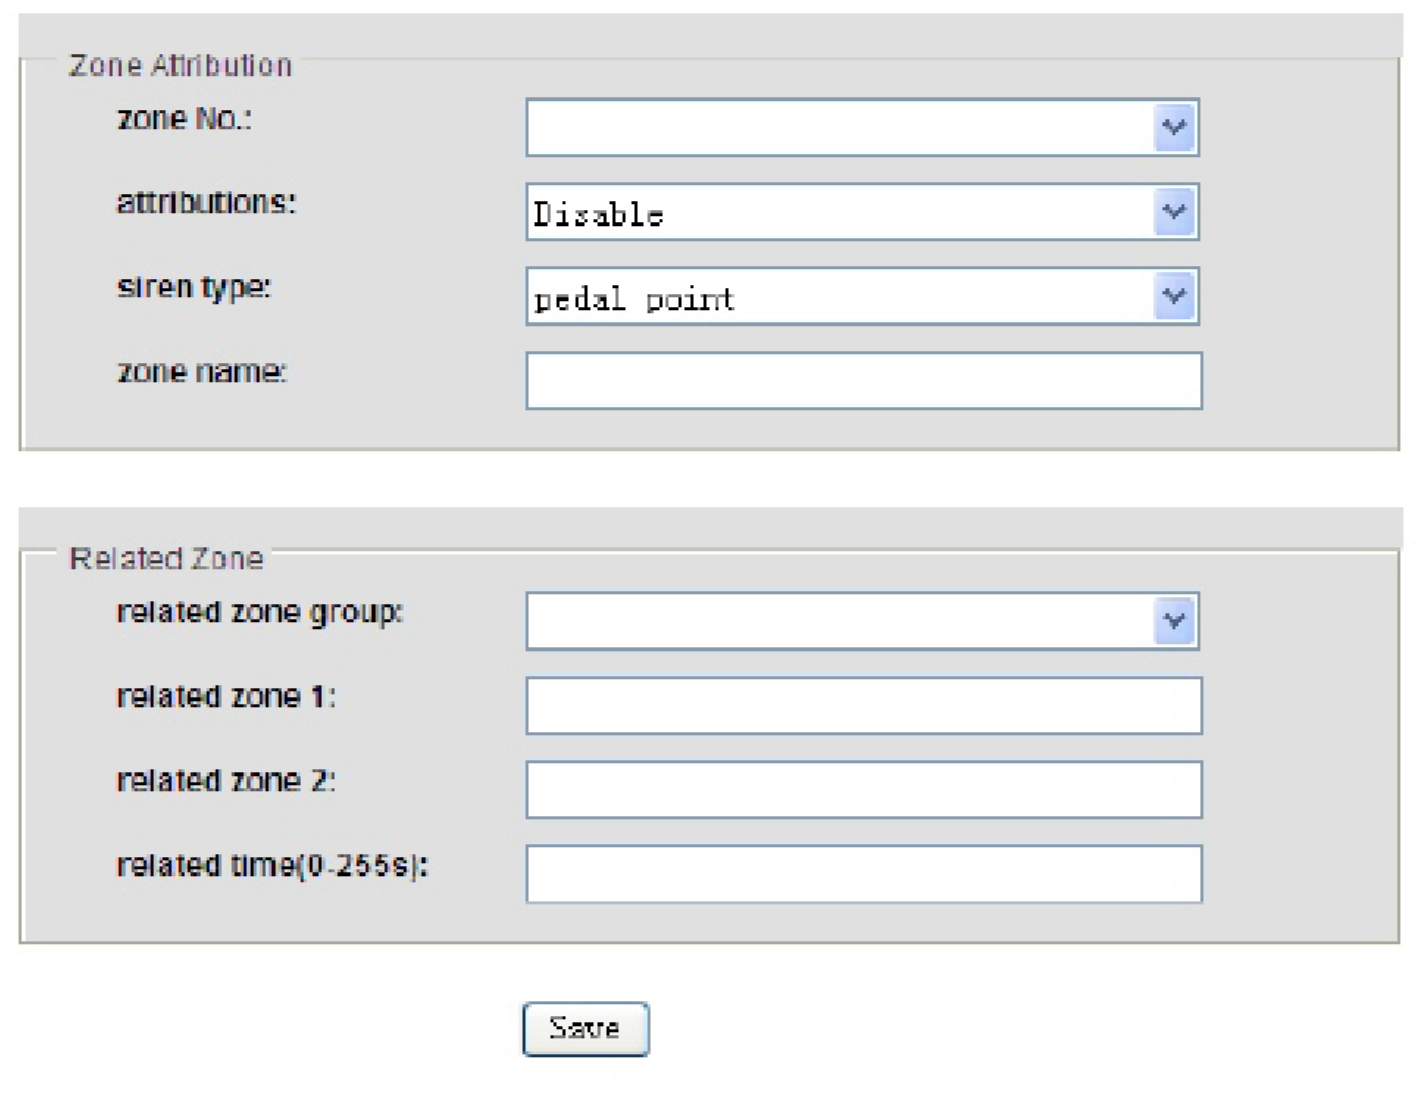 Zone Attribution
zone No.:
attributions: Disable
siren type: pedal point
zone name:
Related Zone
related zone group:
related zone 1:
related zone 2:
related time(0-255s):
Save